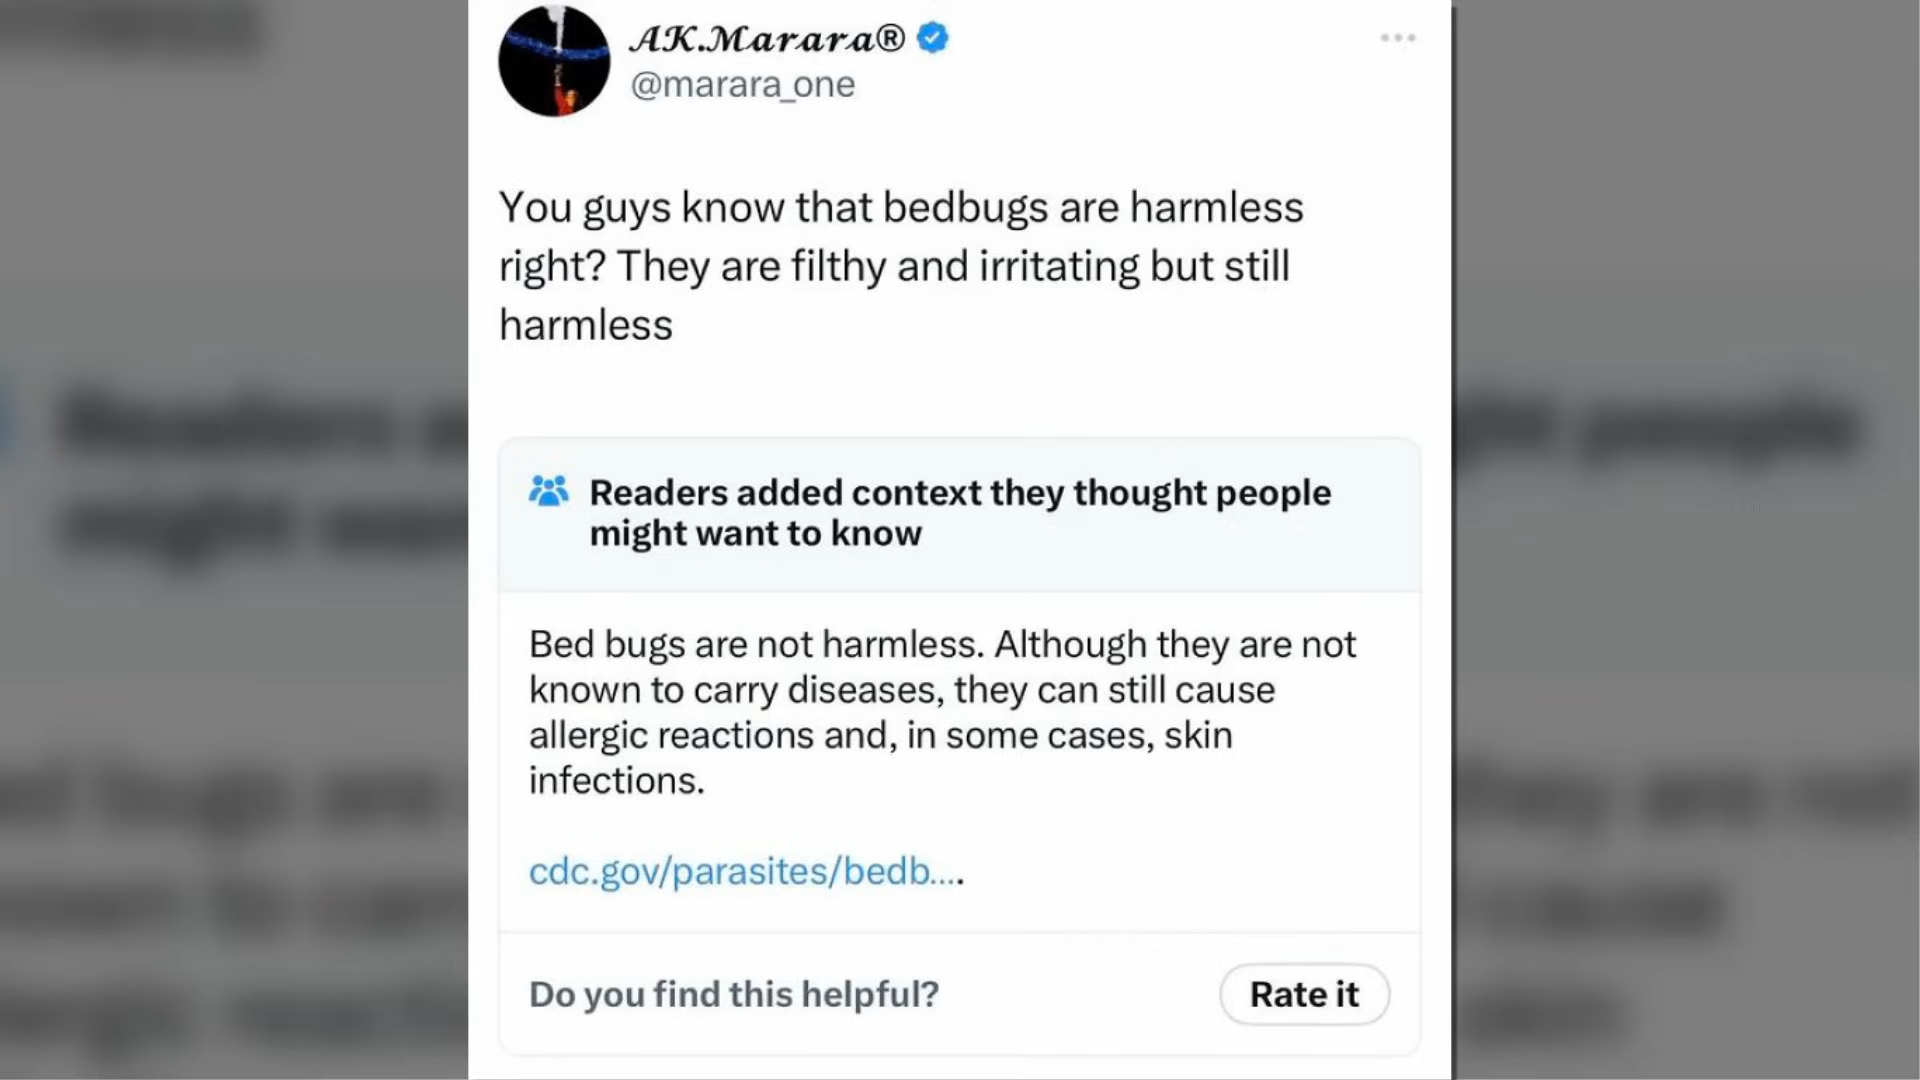 AK.Marara®
@marara_one
You guys know that bedbugs are harmless
right? They are filthy and irritating but still
harmless
Readers added context they thought people
might want to know
Bed bugs are not harmless. Although they are not
known to carry diseases, they can still cause
allergic reactions and, in some cases, skin
infections.
cdc.gov/parasites/bedb....
Do you find this helpful?
Rate it